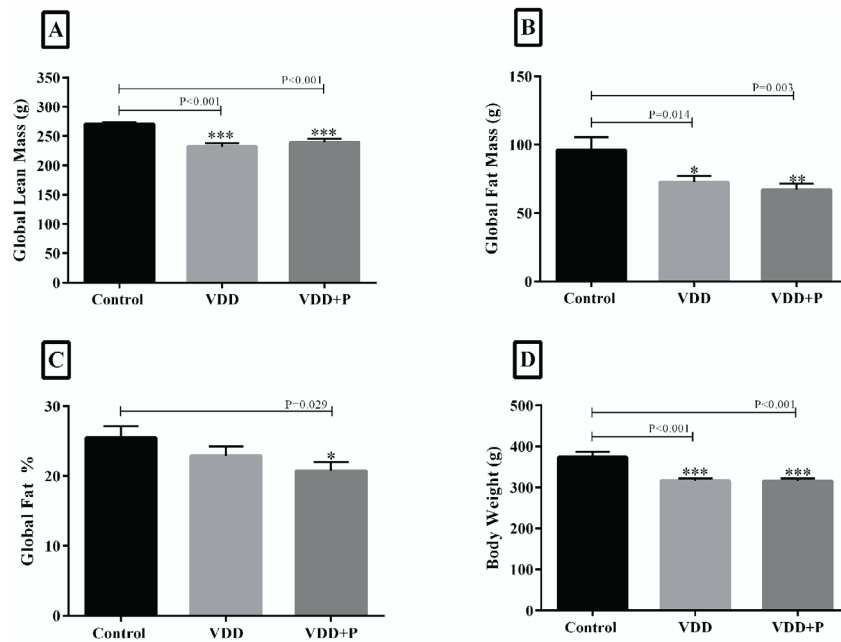 A
P<0.001
P<0.001
***
***
Global Lean Mass (g)
350
300
250
200
150
100
50
0
Control VDD VDD+P
B
P=0.003
P=0.014
*
**
Global Fat Mass (g)
150
100
50
0
Control VDD VDD+P
C
P=0.029
*
Global Fat %
30
20
10
0
Control VDD VDD+P
D
P<0.001
P<0.001
***
***
Body Weight (g)
500
400
300
200
100
0
Control VDD VDD+P